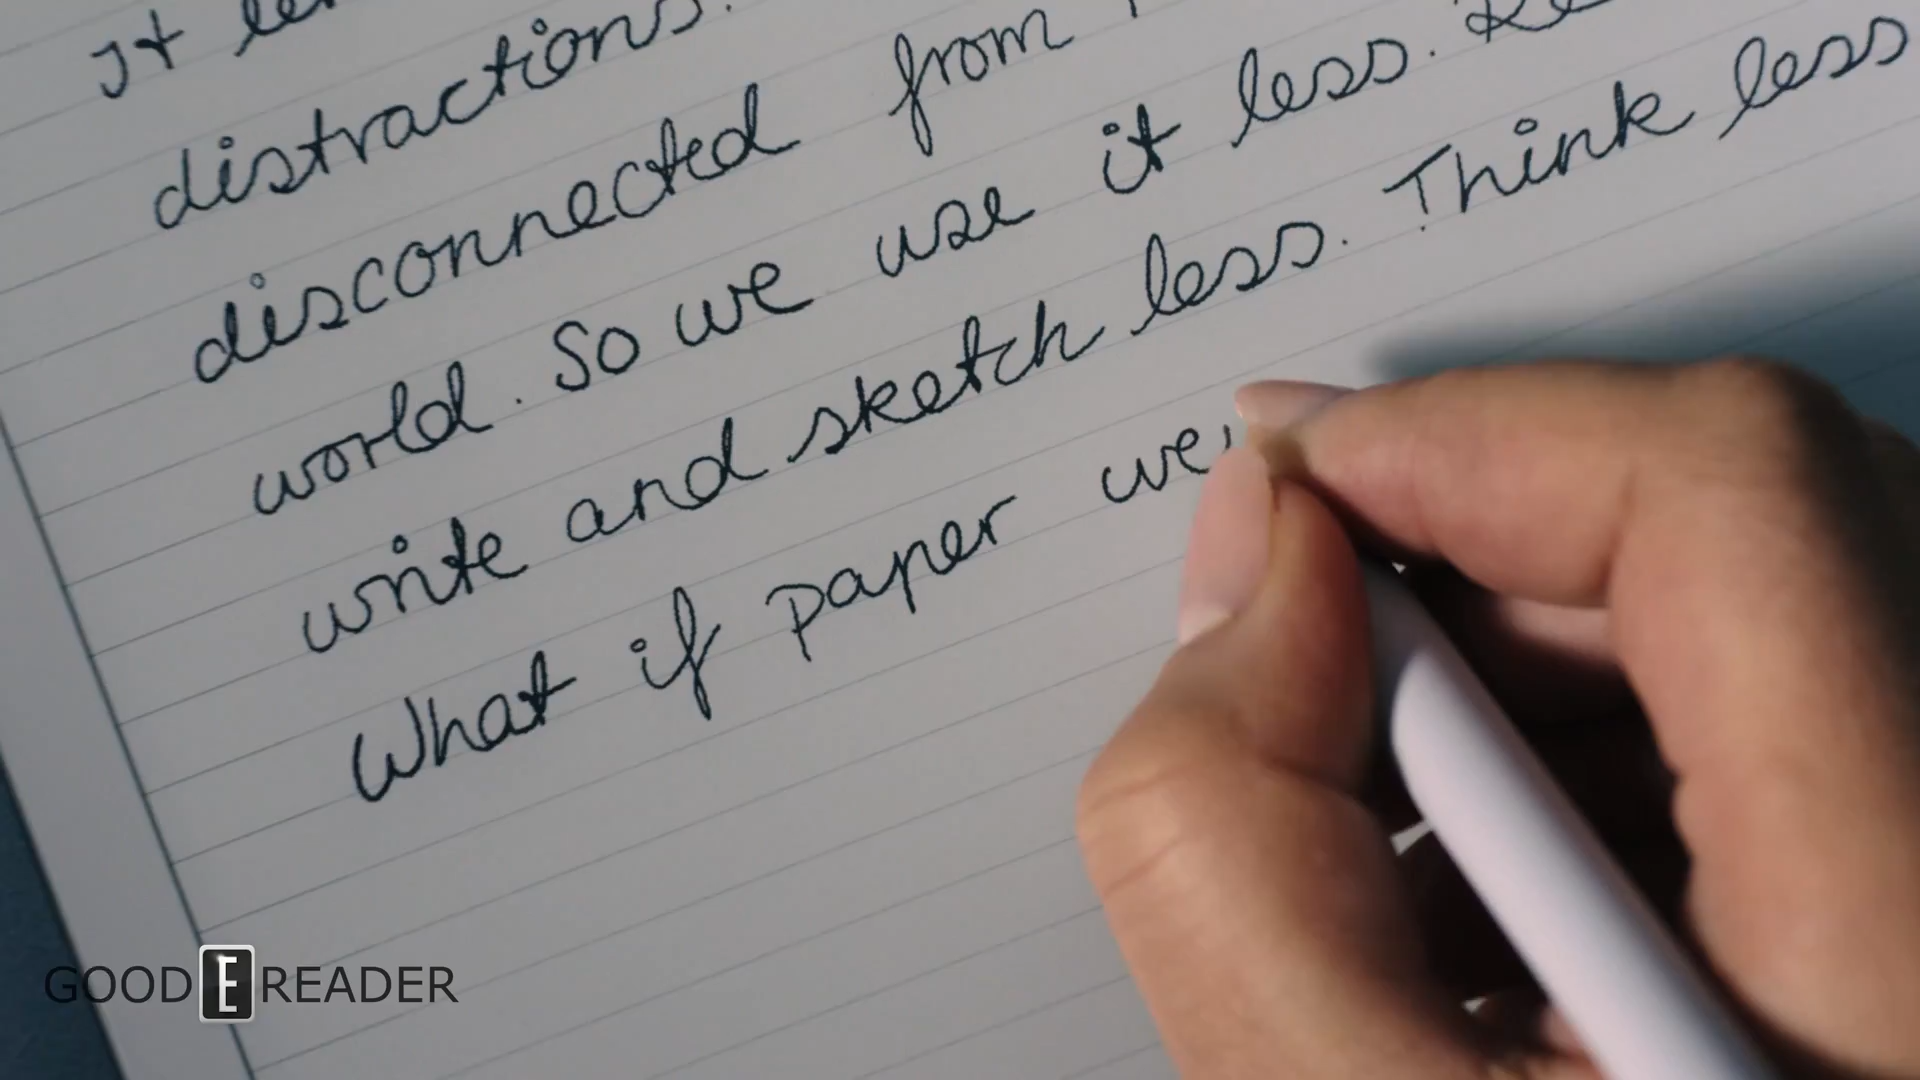 It
distractions.
disconnected from
world. So we use it less.
write and sketch less. Think less
What if paper we
GOOD E READER